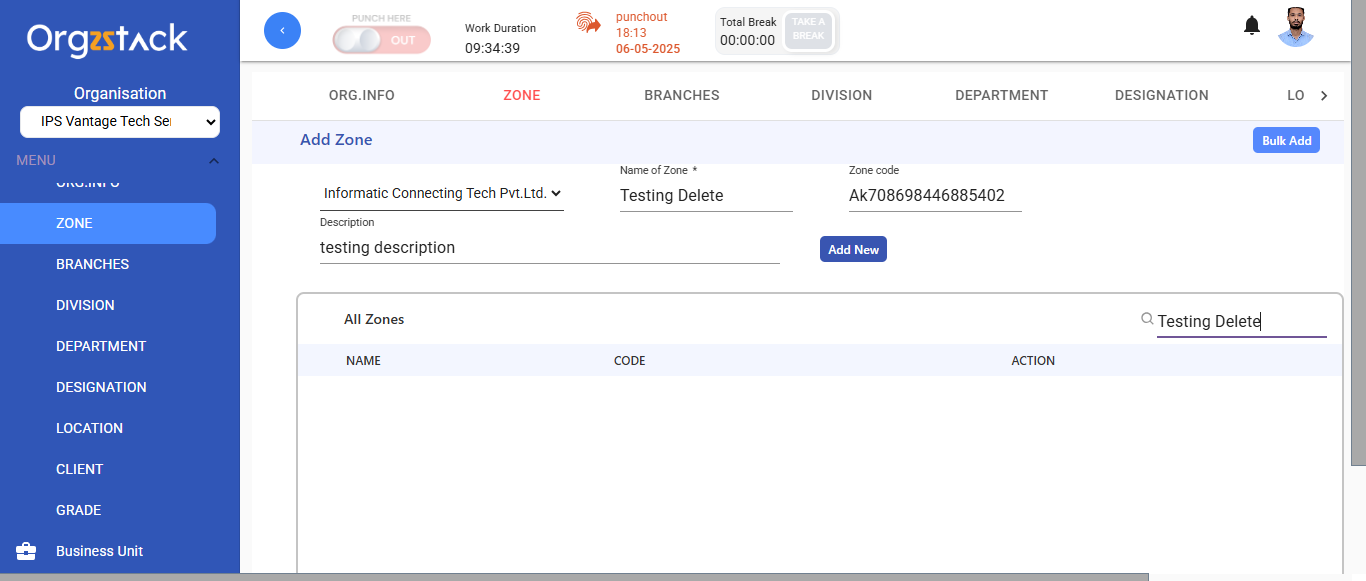 Orgzstack
Organisation
IPS Vantage Tech Ser
MENU
ORG.INFO
ZONE
BRANCHES
DIVISION
DEPARTMENT
DESIGNATION
LOCATION
CLIENT
GRADE
Business Unit
PUNCH HERE
OUT
Work Duration
09:34:39
punchout
18:13
06-05-2025
Total Break
00:00:00
TAKE A
BREAK
ORG.INFO ZONE BRANCHES DIVISION DEPARTMENT DESIGNATION LO
Add Zone
Bulk Add
Informatic Connecting Tech Pvt.Ltd.
Name of Zone *
Testing Delete
Zone code
Ak708698446885402
Description
testing description
Add New
All Zones
Testing Delete
NAME CODE ACTION